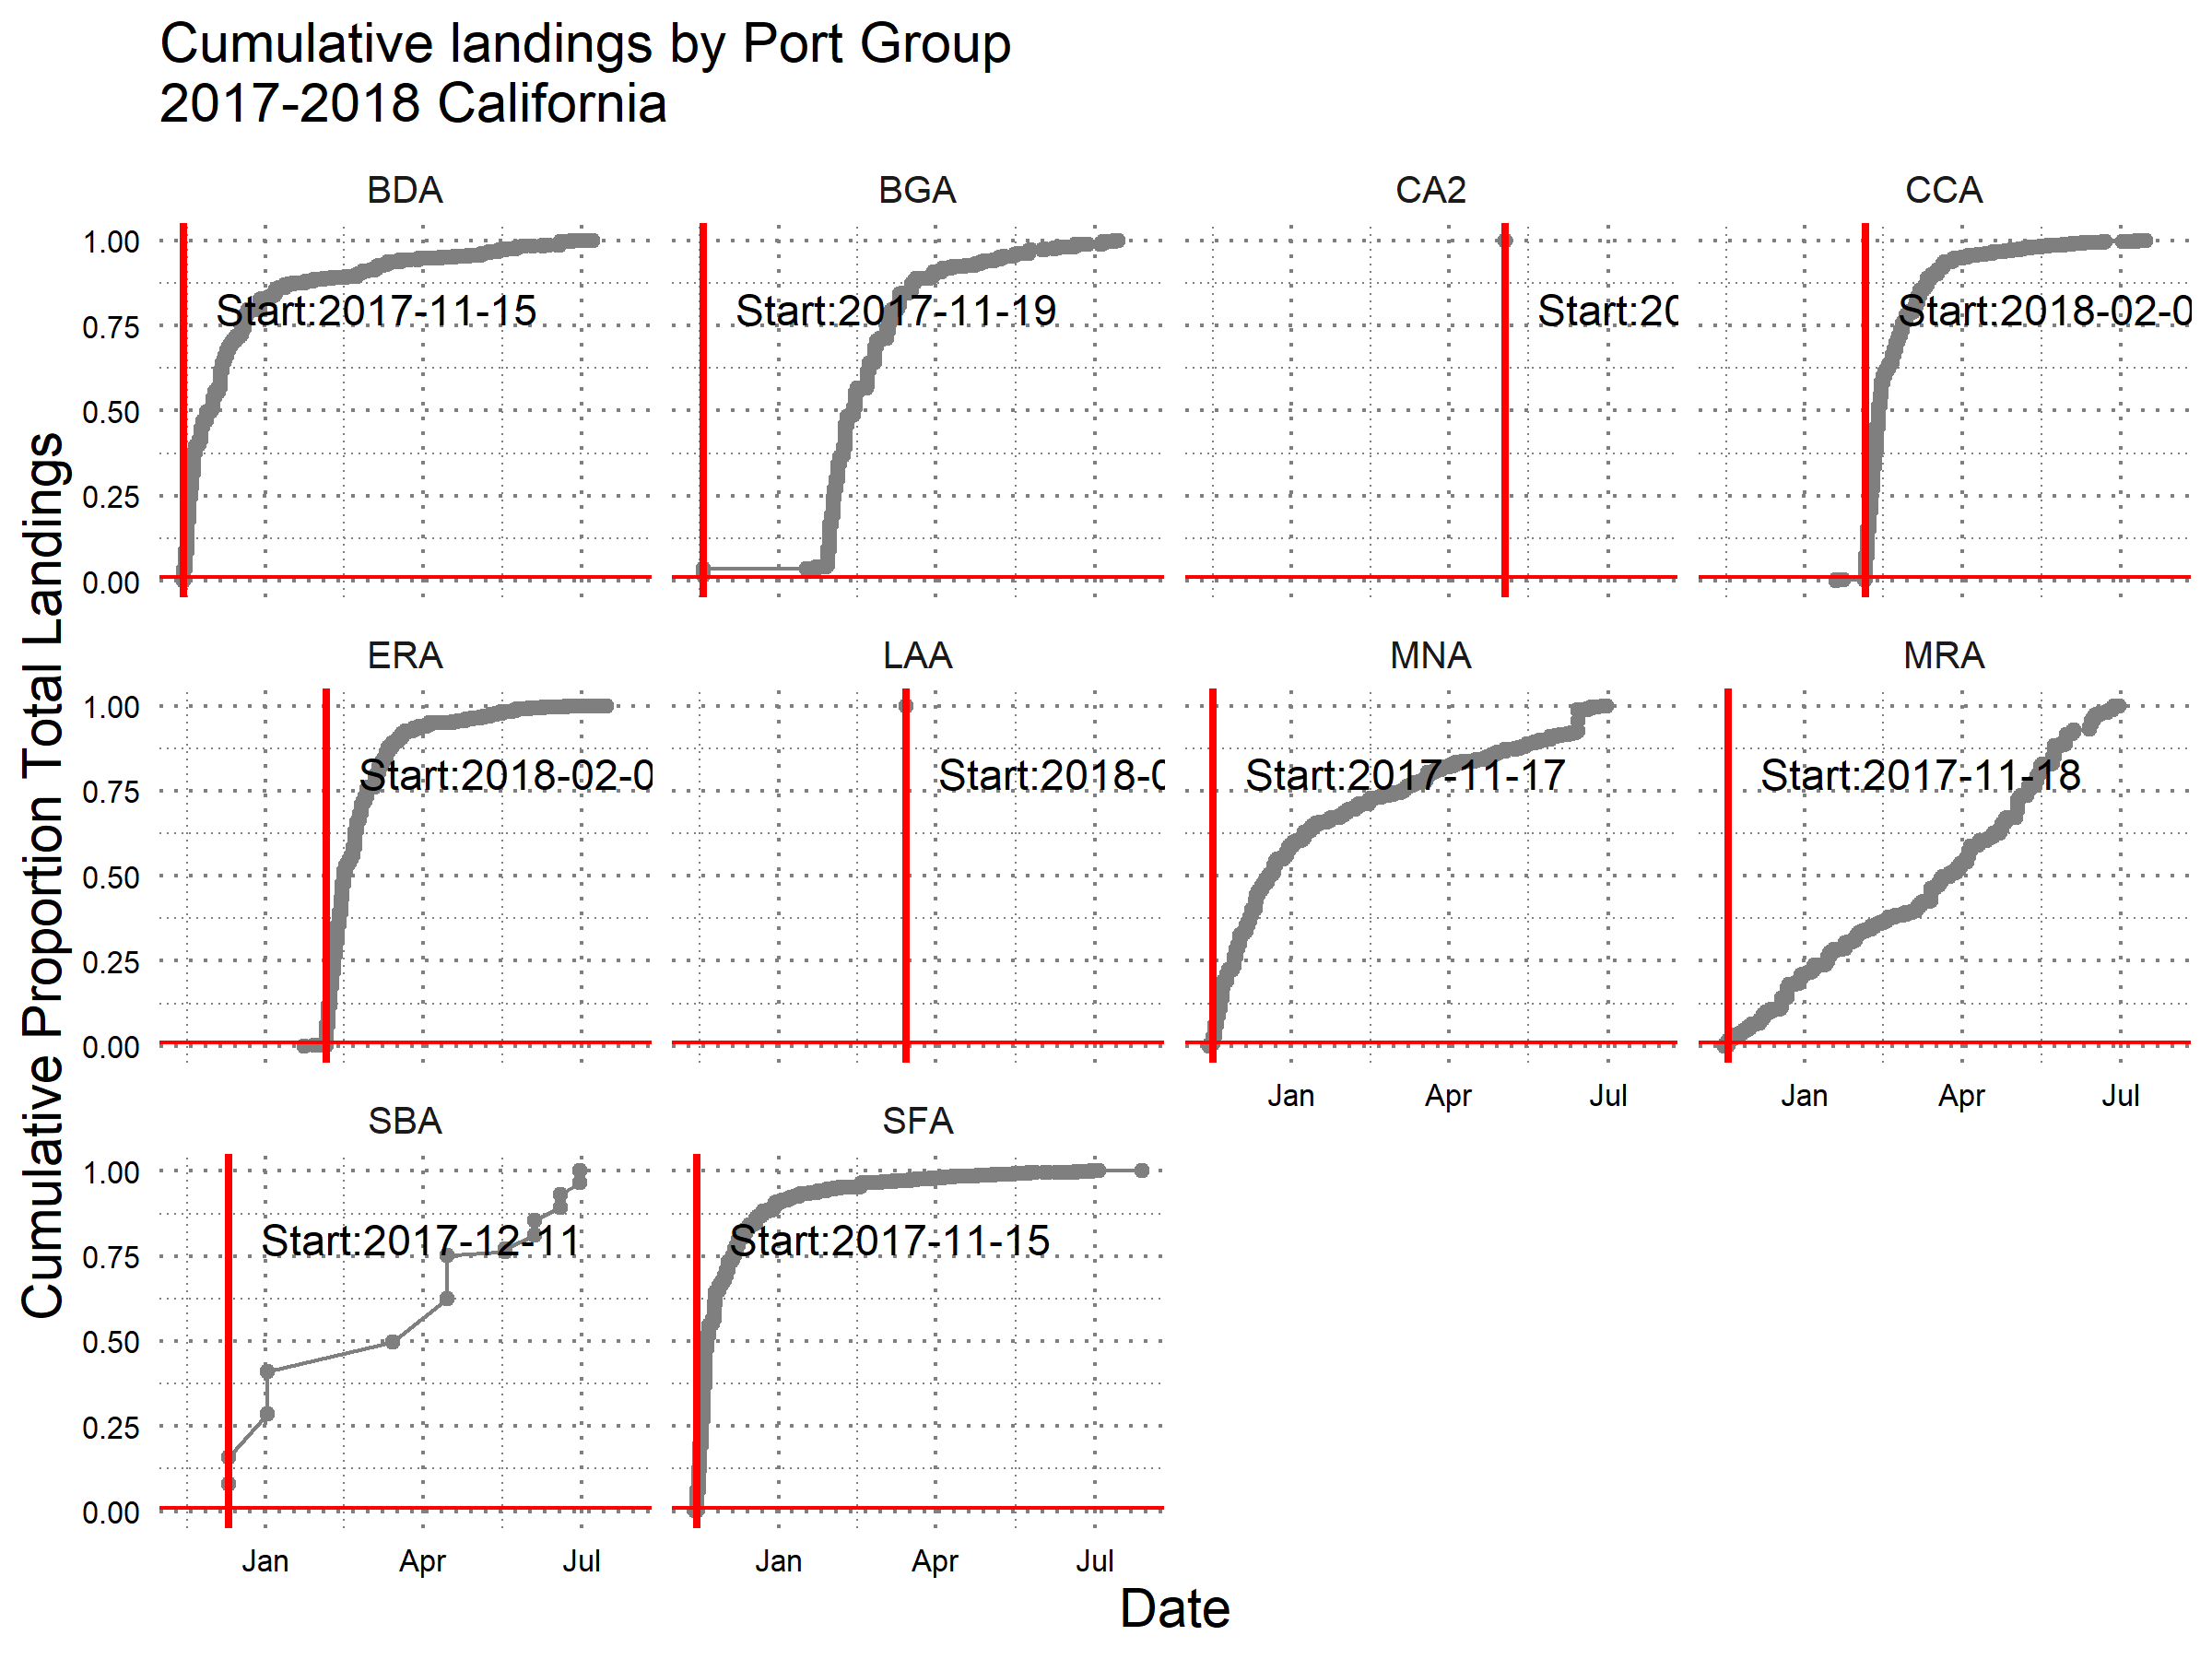 Cumulative landings by Port Group
2017-2018 California
BDA
BGA
CA2
CCA
1.00
0.75
0.50
0.25
0.00
Start:2017-11-15
Start:2017-11-19
Start:20
Start:2018-02-0
ERA
LAA
MNA
MRA
1.00
0.75
0.50
0.25
0.00
Start:2018-02-0
Start:2018-0
Start:2017-11-17
Start:2017-11-18
Jan Apr Jul
Jan Apr Jul
SBA
SFA
1.00
0.75
0.50
0.25
0.00
Start:2017-12-11
Start:2017-11-15
Jan Apr Jul
Jan Apr Jul
Date
Cumulative Proportion Total Landings